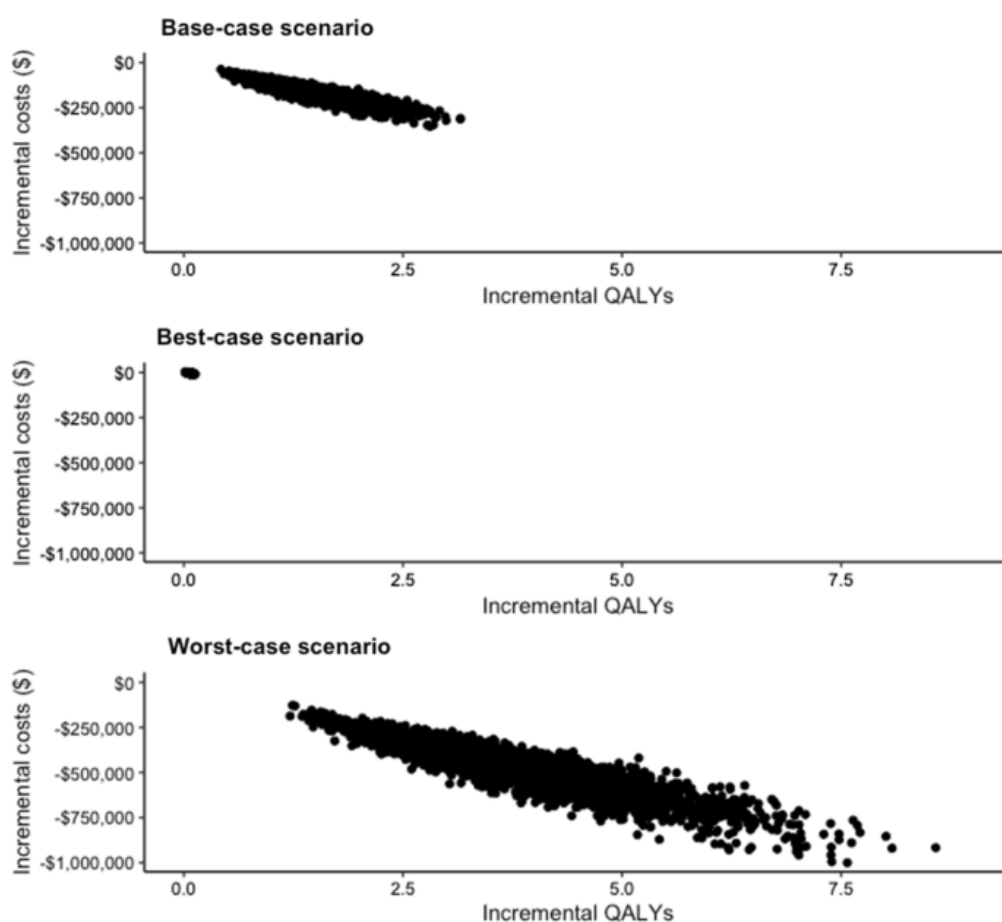 Base-case scenario
Incremental costs ($)
$0
-$250,000
-$500,000
-$750,000
-$1,000,000
0.0 2.5 5.0 7.5
Incremental QALYs
Best-case scenario
Incremental costs ($)
$0
-$250,000
-$500,000
-$750,000
-$1,000,000
0.0 2.5 5.0 7.5
Incremental QALYs
Worst-case scenario
Incremental costs ($)
$0
-$250,000
-$500,000
-$750,000
-$1,000,000
0.0 2.5 5.0 7.5
Incremental QALYs